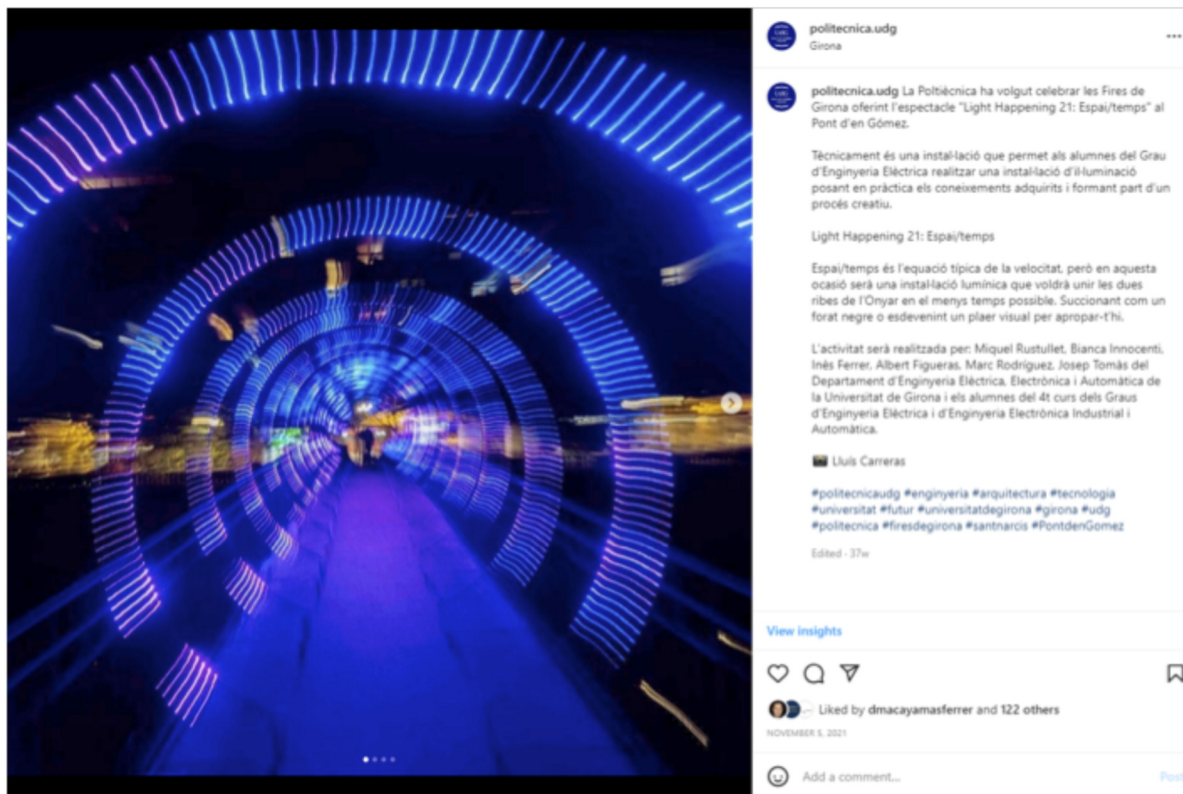 politecnica.udg
Girona
politecnica.udg La Poltiècnica ha volgut celebrar les Fires de
Girona oferint l'espectacle "Light Happening 21: Espai/temps" al
Pont d'en Gómez.
Tècnicament és una instal·lació que permet als alumnes del Grau
d'Enginyeria Elèctrica realitzar una instal·lació d'il·luminació
posant en pràctica els coneixements adquirits i formant part d'un
procés creatiu.
Light Happening 21: Espai/temps
Espai/temps és l'equació típica de la velocitat, però en aquesta
ocasió serà una instal·lació lumínica que voldrà unir les dues
ribes de l'Onyar en el menys temps possible. Succionant com un
forat negre o esdevenint un plaer visual per apropar-t'hi.
L'activitat serà realitzada per: Miquel Rustullet, Bianca Innocenti,
Inès Ferrer, Albert Figueras, Marc Rodríguez, Josep Tomàs del
Departament d'Enginyeria Elèctrica, Electrònica i Automàtica de
la Universitat de Girona i els alumnes del 4t curs dels Graus
d'Enginyeria Elèctrica i d'Enginyeria Electrònica Industrial i
Automàtica.
Lluís Carreras
#politecnicaudg #enginyeria #arquitectura #tecnologia
#universitat #futur #universitatdegirona #girona #udg
#politecnica #firesdegirona #santnarcis #PontdenGomez
Edited · 37w
View insights
Liked by dmacayamasferrer and 122 others
NOVEMBER 5, 2021
Add a comment...
Post